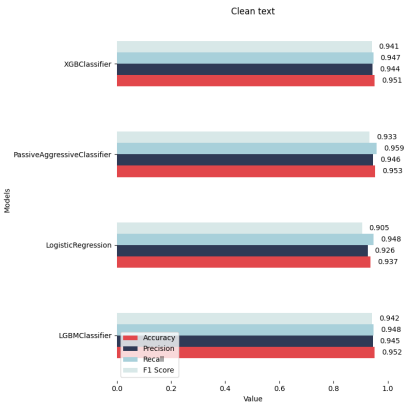 Clean text
XGBClassifier
0.941
0.947
0.944
0.951
PassiveAggressiveClassifier
0.933
0.959
0.946
0.953
Models
LogisticRegression
0.905
0.948
0.926
0.937
LGBMClassifier
0.942
0.948
0.945
0.952
Accuracy
Precision
Recall
F1 Score
0.0 0.2 0.4 0.6 0.8 1.0
Value